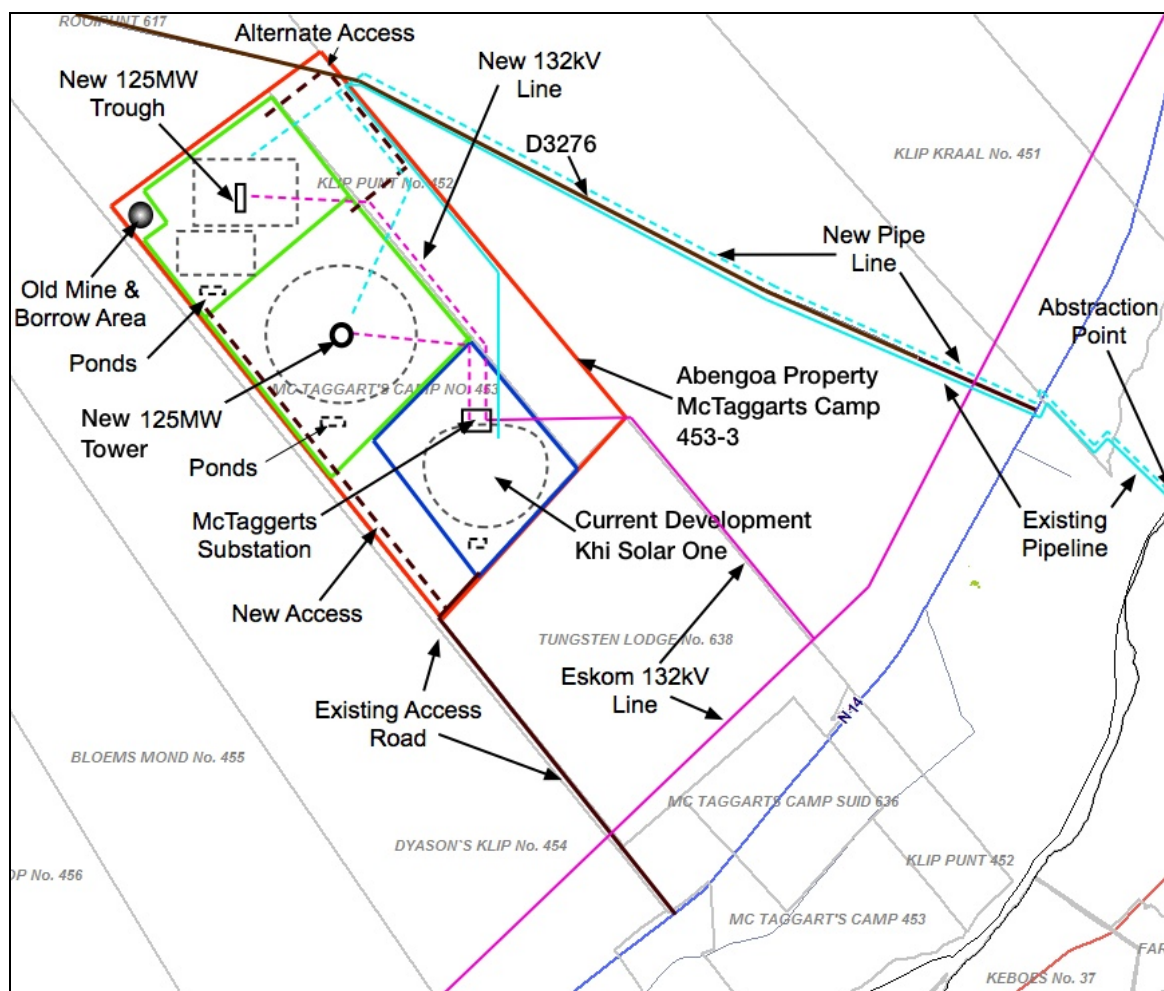 ROOIPUNT 617
Alternate Access
New 125MW
Trough
New 132kV
Line
D3276
KLIP KRAAL No. 451
KLIP PUNT No. 452
New Pipe
Line
Old Mine &
Borrow Area
Abstraction
Point
Ponds
Abengoa Property
McTaggarts Camp
453-3
MC TAGGART'S CAMP No. 453
New 125MW
Tower
Ponds
McTaggerts
Substation
Current Development
Khi Solar One
Existing
Pipeline
New Access
TUNGSTEN LODGE No. 638
Eskom 132kV
Line
Existing Access
Road
N 14
BLOEMS MOND No. 455
MC TAGGARTS CAMP SUID 636
DYASON`S KLIP No. 454
KLIP PUNT 452
OP No. 456
MC TAGGART'S CAMP 453
FAR
KEBOES No. 37